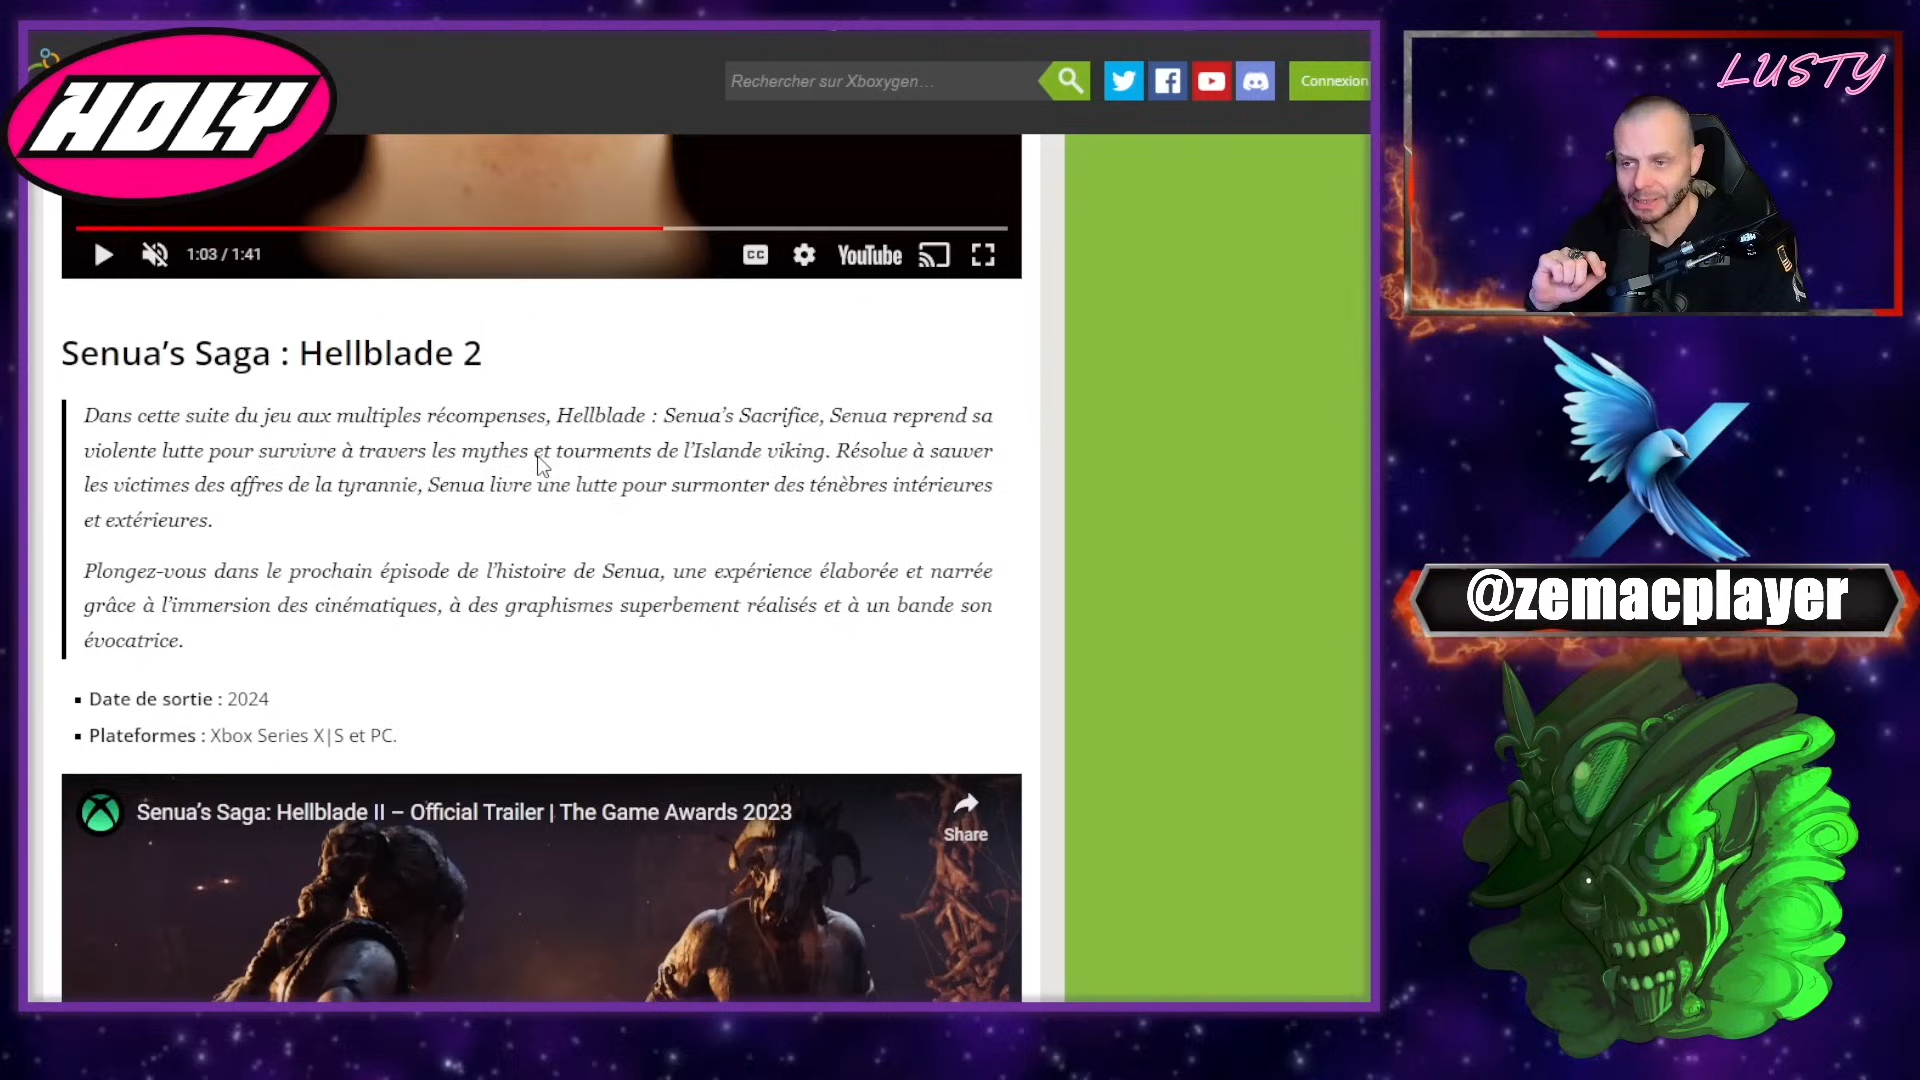 HOLY
Rechercher sur Xboxygen...
Connexion
LUSTY
1:03 / 1:41
CC
YouTube
Senua’s Saga : Hellblade 2
Dans cette suite du jeu aux multiples récompenses, Hellblade : Senua’s Sacrifice, Senua reprend sa
violente lutte pour survivre à travers les mythes et tourments de l’Islande viking. Résolue à sauver
les victimes des affres de la tyrannie, Senua livre une lutte pour surmonter des ténèbres intérieures
et extérieures.
Plongez-vous dans le prochain épisode de l’histoire de Senua, une expérience élaborée et narrée
grâce à l’immersion des cinématiques, à des graphismes superbement réalisés et à un bande son
évocatrice.
@zemacplayer
▪ Date de sortie : 2024
▪ Plateformes : Xbox Series X|S et PC.
Senua’s Saga: Hellblade II – Official Trailer | The Game Awards 2023
Share